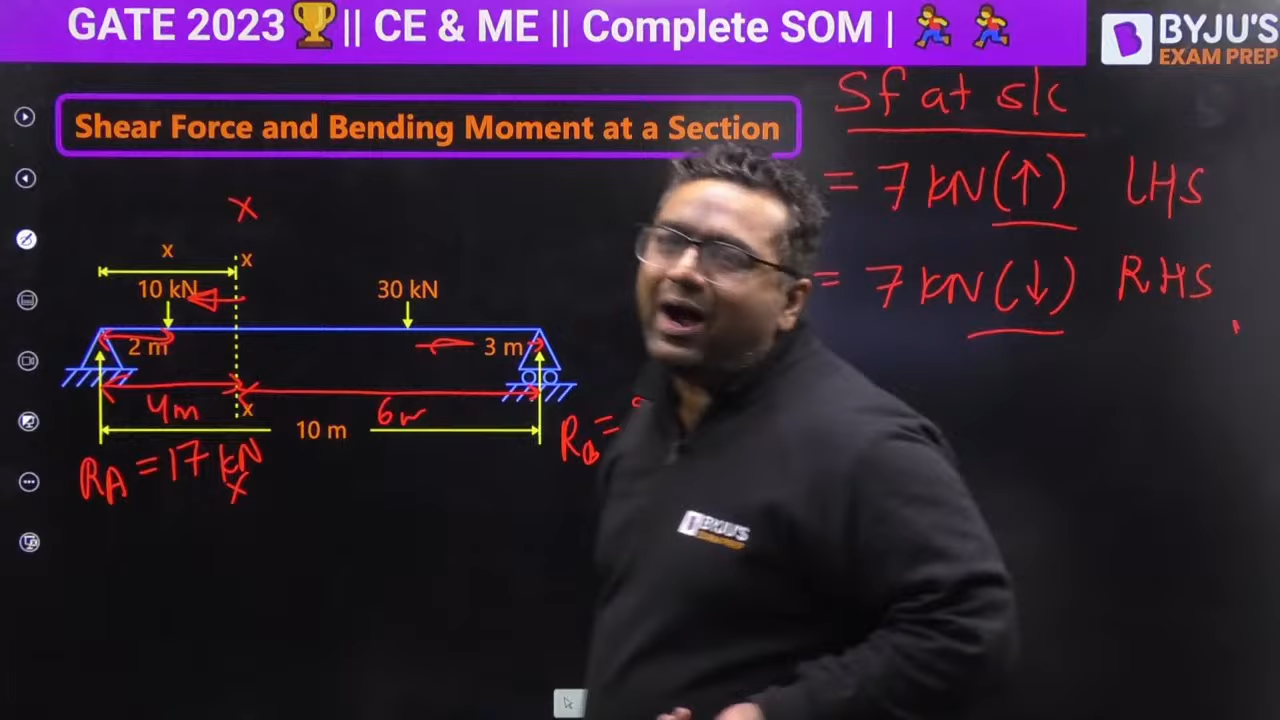 GATE 2023🏆|| CE & ME || Complete SOM | 🏃 🏃
BYJU'S
EXAM PREP
Shear Force and Bending Moment at a Section
Sf at s/c
= 7 kN(↑) LHS
= 7 kN(↓) RHS
X
x
x
10 kN
30 kN
2 m
3 m
4m
x
6m
10 m
RA = 17 kN
RB =
X
BYJU'S
EXAM PREP